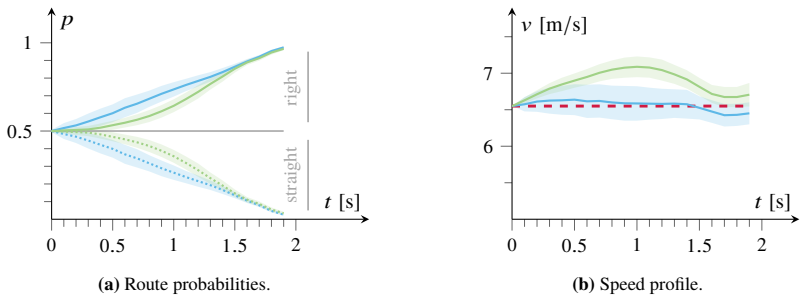 p
1
0.5
right
straight
t [s]
0 0.5 1 1.5 2
(a) Route probabilities.
v [m/s]
7
6
t [s]
0 0.5 1 1.5 2
(b) Speed profile.